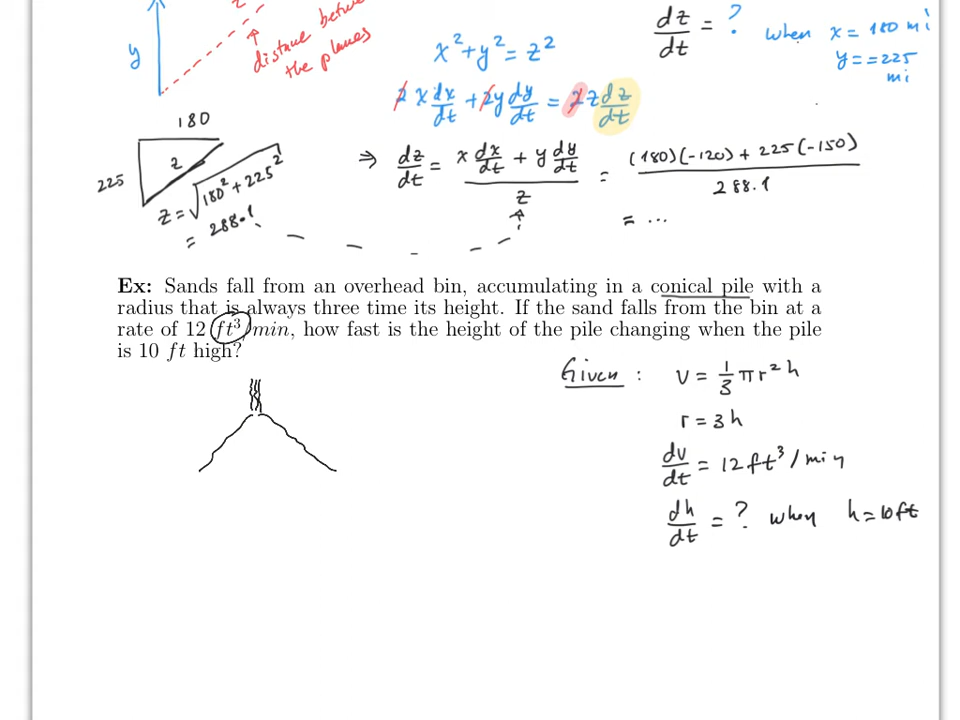 y
distance between
the planes
dz/dt = ? when x = 180 mi
y = = 225
mi
x² + y² = z²
2x dx/dt + 2y dy/dt = 2z dz/dt
180
225
z
z = √(180² + 225²)
= 288.1
⇒ dz/dt = (x dx/dt + y dy/dt)/z = ((180)(-120) + 225(-150))/288.1
= ...
Ex: Sands fall from an overhead bin, accumulating in a conical pile with a
radius that is always three time its height. If the sand falls from the bin at a
rate of 12 ft³/min, how fast is the height of the pile changing when the pile
is 10 ft high?
Given : V = 1/3 πr²h
r = 3h
dv/dt = 12 ft³/min
dh/dt = ? when h = 10ft